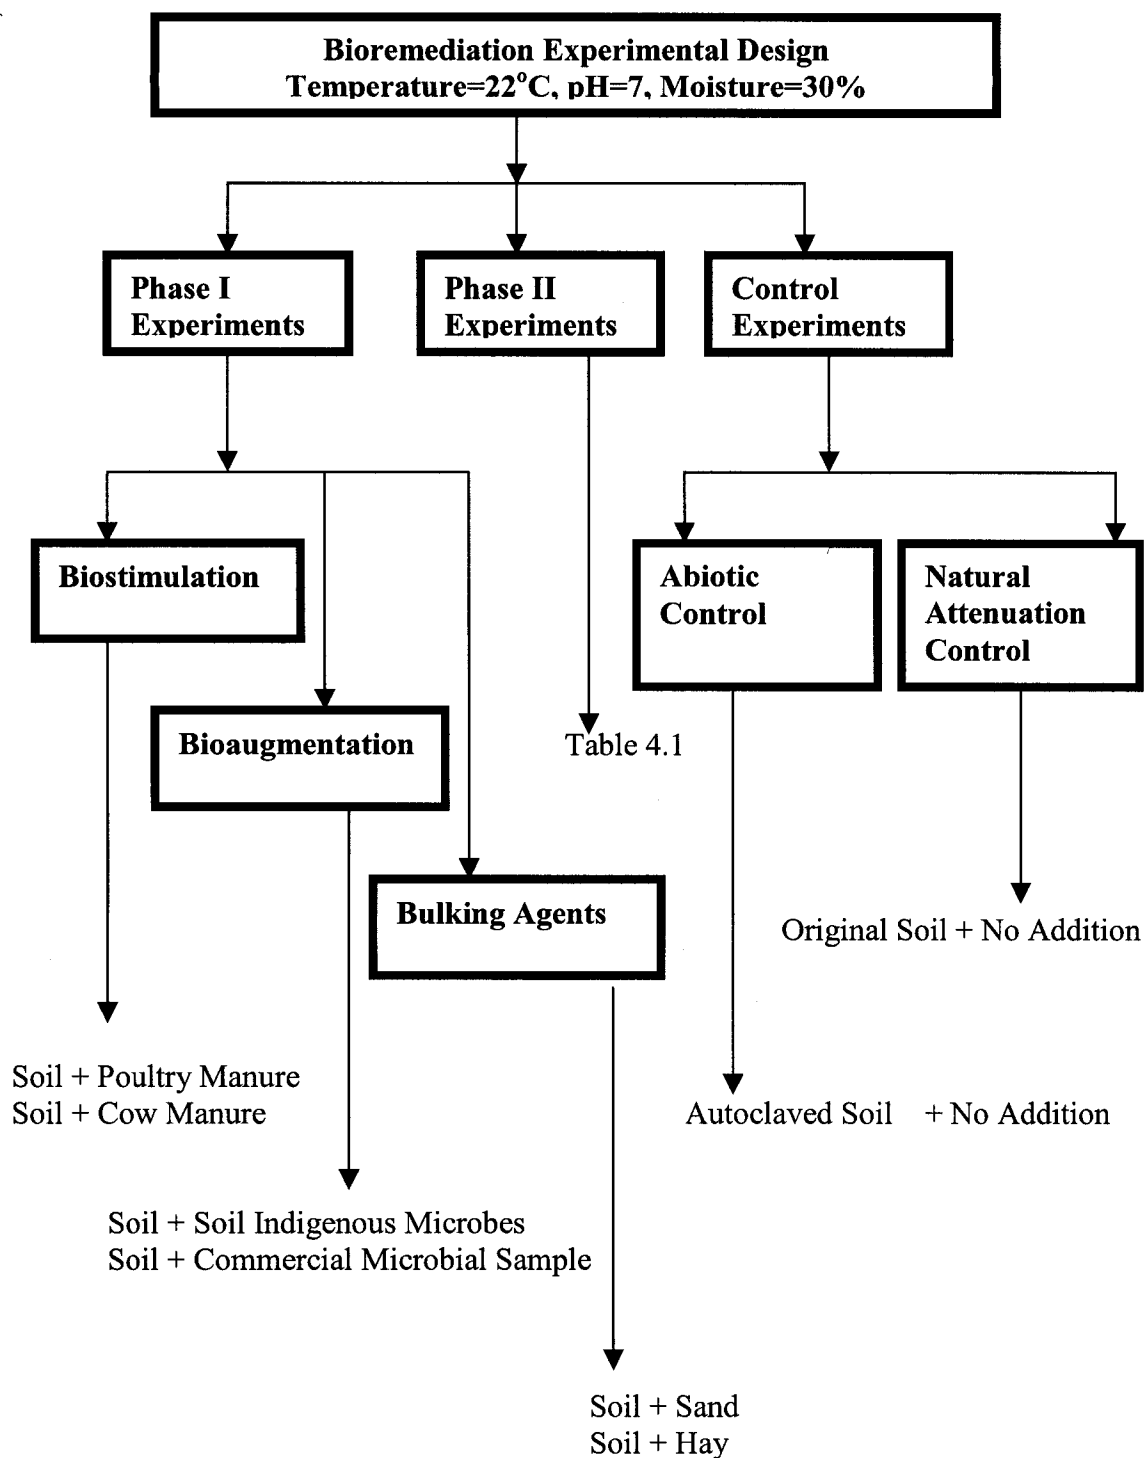 Bioremediation Experimental Design
Temperature=22°C, pH=7, Moisture=30%
Phase I
Experiments
Phase II
Experiments
Control
Experiments
Biostimulation
Abiotic
Control
Natural
Attenuation
Control
Bioaugmentation
Table 4.1
Bulking Agents
Original Soil + No Addition
Soil + Poultry Manure
Soil + Cow Manure
Autoclaved Soil + No Addition
Soil + Soil Indigenous Microbes
Soil + Commercial Microbial Sample
Soil + Sand
Soil + Hay